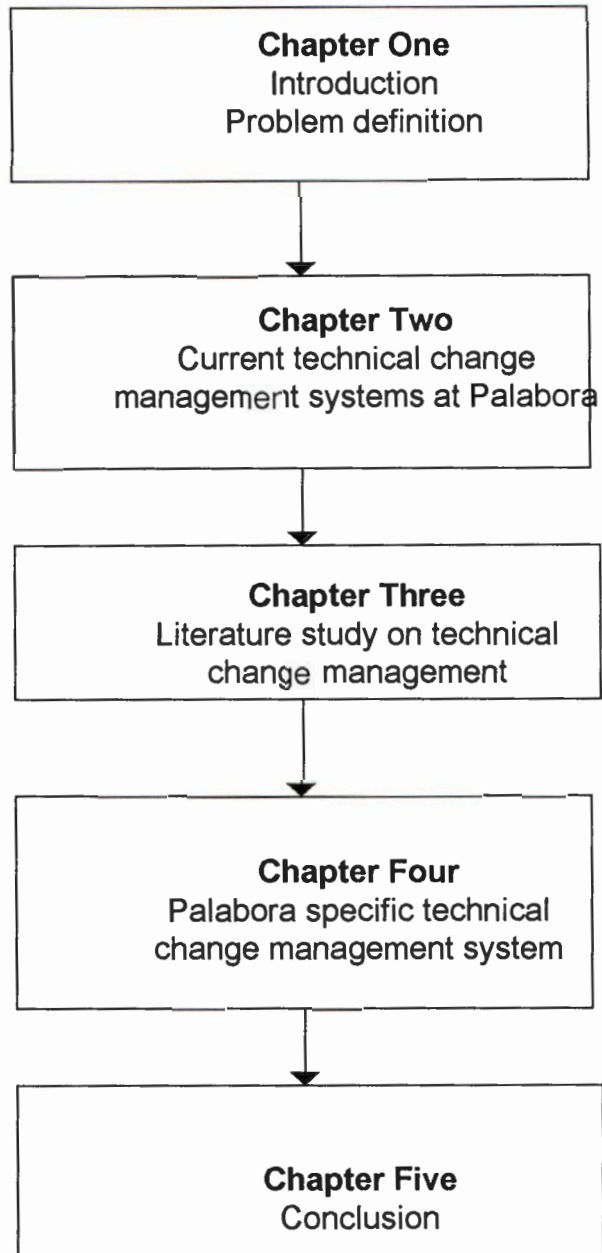 Chapter One
Introduction
Problem definition
Chapter Two
Current technical change
management systems at Palabora
Chapter Three
Literature study on technical
change management
Chapter Four
Palabora specific technical
change management system
Chapter Five
Conclusion